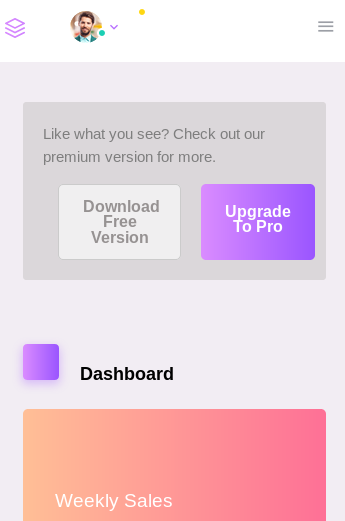 Like what you see? Check out our
premium version for more.
Download
Free
Version
Upgrade
To Pro
Dashboard
Weekly Sales